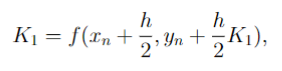 $K_1 = f(x_n + \frac{h}{2}, y_n + \frac{h}{2} K_1),$